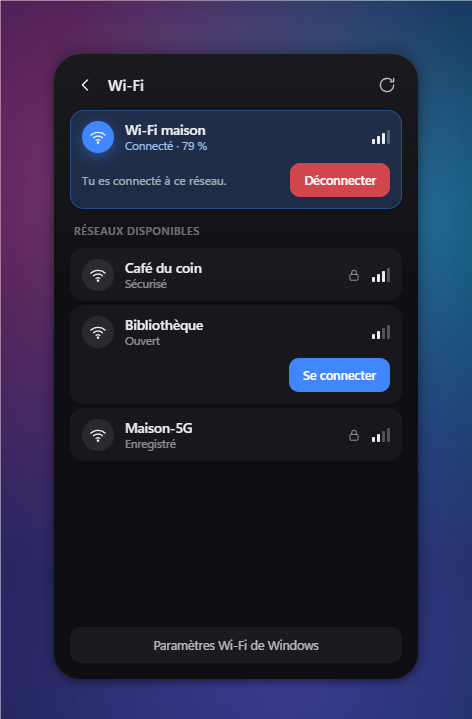 Wi-Fi
Wi-Fi maison
Connecté · 79 %
Tu es connecté à ce réseau.
Déconnecter
RÉSEAUX DISPONIBLES
Café du coin
Sécurisé
Bibliothèque
Ouvert
Se connecter
Maison-5G
Enregistré
Paramètres Wi-Fi de Windows